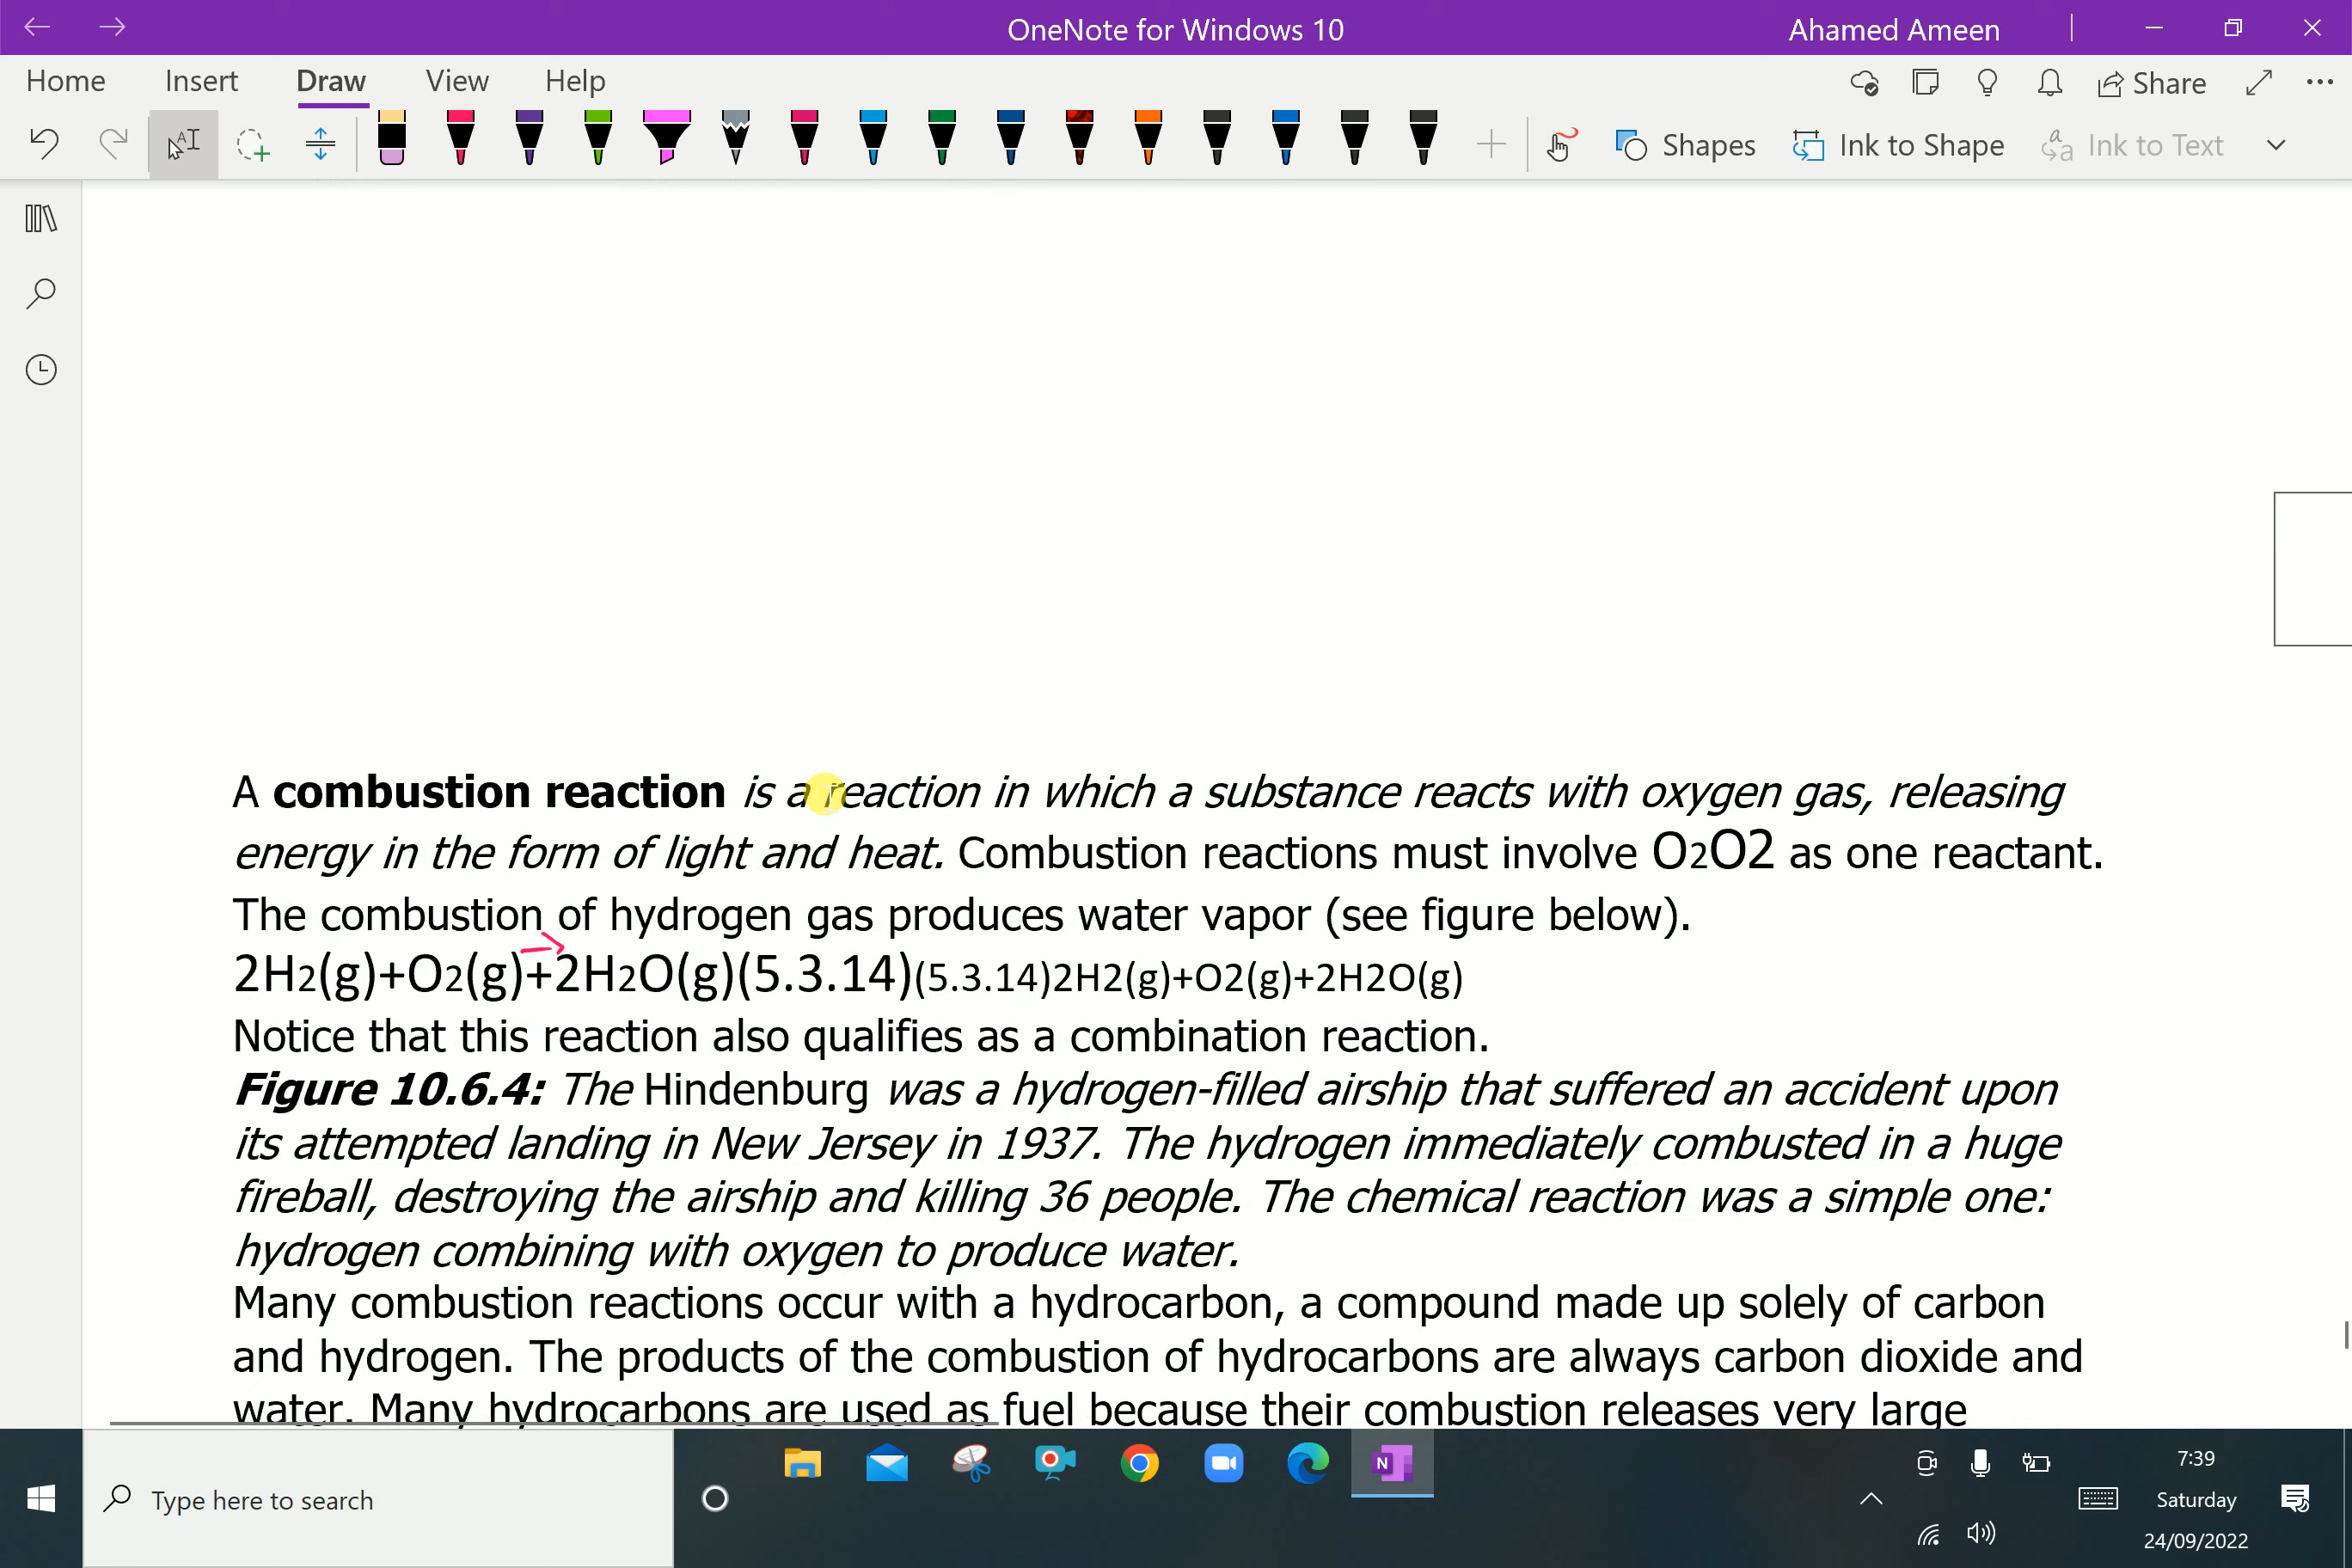 OneNote for Windows 10
Ahamed Ameen
Home Insert Draw View Help
Share
Shapes Ink to Shape Ink to Text
A combustion reaction is a reaction in which a substance reacts with oxygen gas, releasing
energy in the form of light and heat. Combustion reactions must involve O2O2 as one reactant.
The combustion of hydrogen gas produces water vapor (see figure below).
2H2(g)+O2(g)+2H2O(g)(5.3.14)(5.3.14)2H2(g)+O2(g)+2H2O(g)
Notice that this reaction also qualifies as a combination reaction.
Figure 10.6.4: The Hindenburg was a hydrogen-filled airship that suffered an accident upon
its attempted landing in New Jersey in 1937. The hydrogen immediately combusted in a huge
fireball, destroying the airship and killing 36 people. The chemical reaction was a simple one:
hydrogen combining with oxygen to produce water.
Many combustion reactions occur with a hydrocarbon, a compound made up solely of carbon
and hydrogen. The products of the combustion of hydrocarbons are always carbon dioxide and
water. Many hydrocarbons are used as fuel because their combustion releases very large
Type here to search
7:39
Saturday
24/09/2022